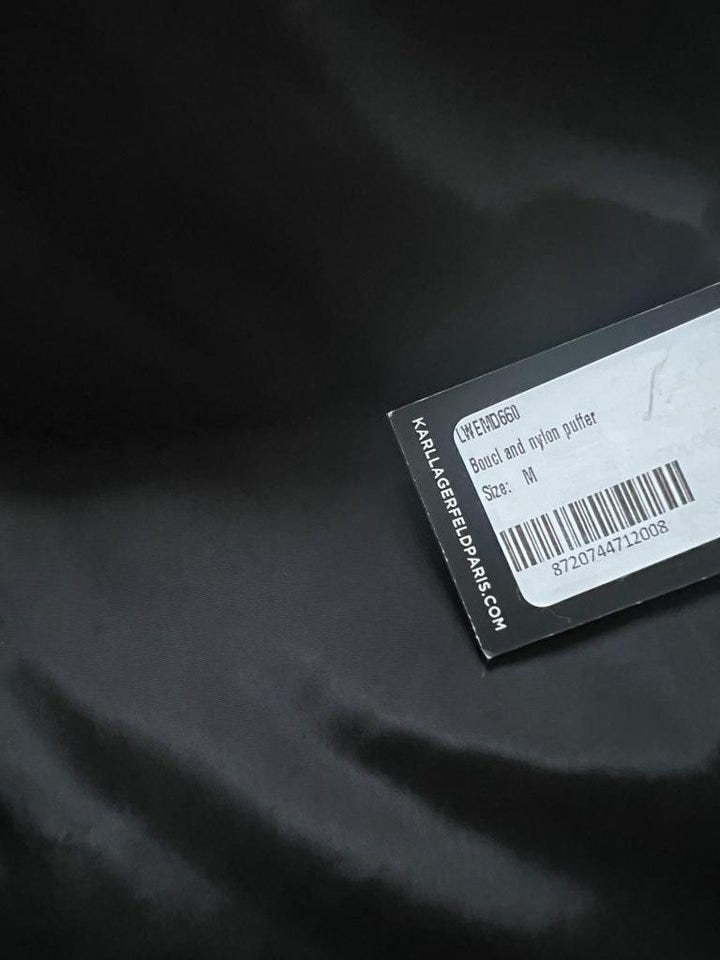 LWEMD660
Boucl and nylon puffer
Size: M
8720744712008
KARLLAGERFELDPARIS.COM